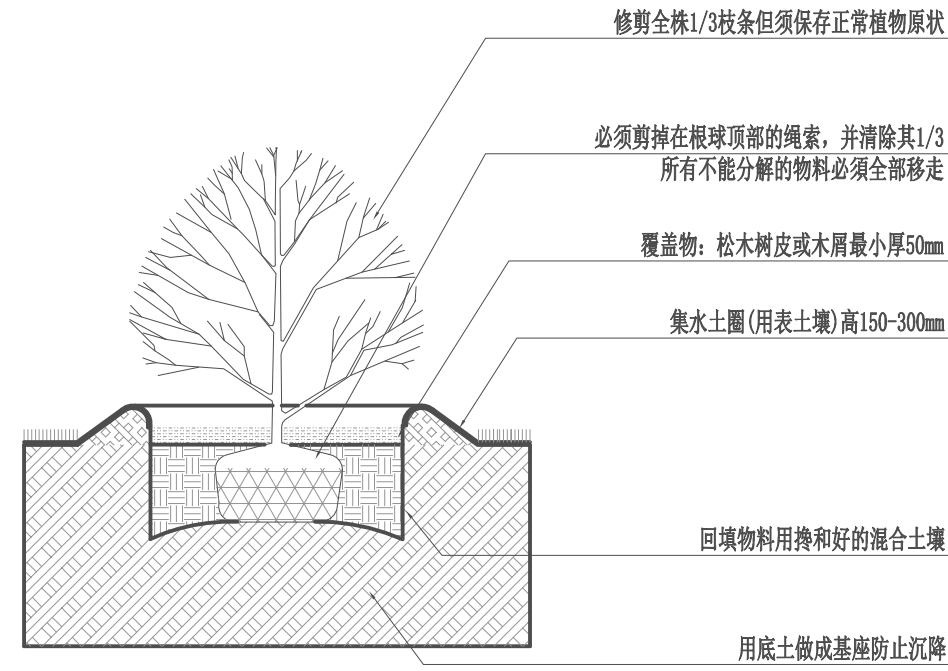 修剪全株1/3枝条但须保存正常植物原状
必须剪掉在根球顶部的绳索，并清除其1/3
所有不能分解的物料必须全部移走
覆盖物：松木树皮或木屑最小厚50mm
集水土圈(用表土壤)高150-300mm
回填物料用搀和好的混合土壤
用底土做成基座防止沉降